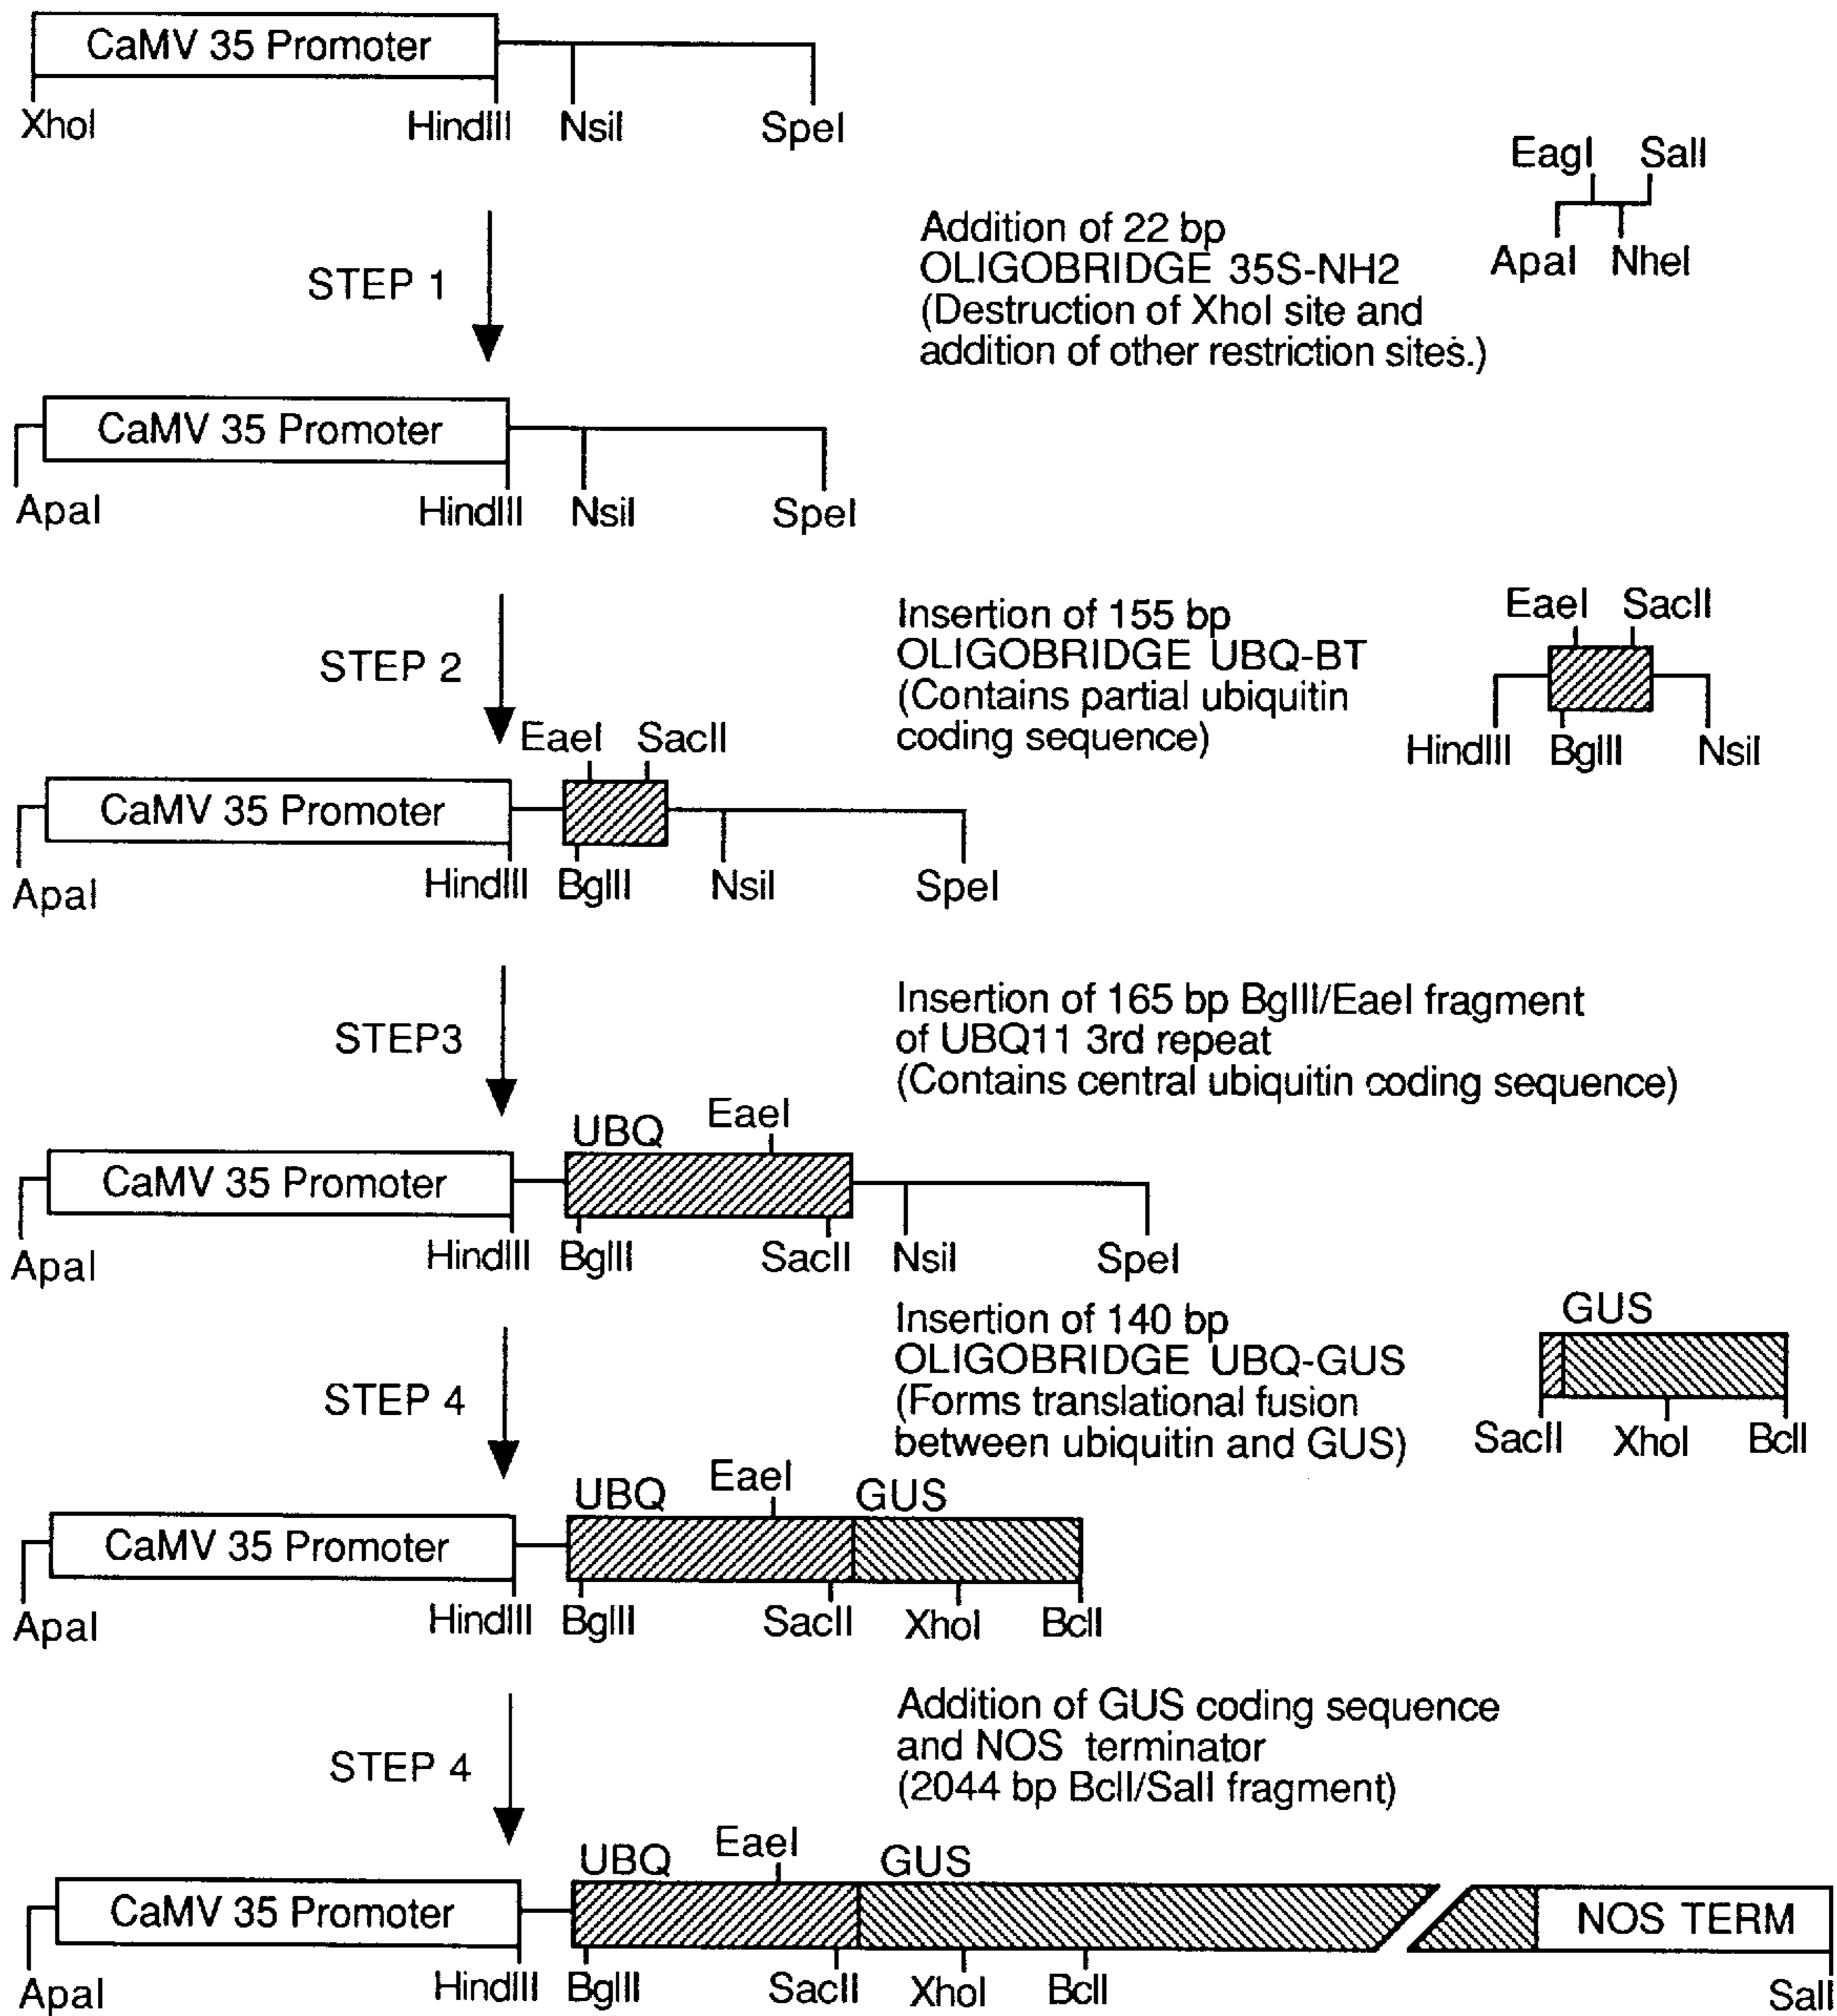 CaMV 35 Promoter
XhoI HindIII NsiI SpeI
EagI SalI
ApaI NheI
STEP 1
Addition of 22 bp
OLIGOBRIDGE 35S-NH2
(Destruction of XhoI site and
addition of other restriction sites.)
CaMV 35 Promoter
ApaI HindIII NsiI SpeI
STEP 2
Insertion of 155 bp
OLIGOBRIDGE UBQ-BT
(Contains partial ubiquitin
coding sequence)
EaeI SacII
HindIII BglII NsiI
EaeI SacII
CaMV 35 Promoter
ApaI HindIII BglII NsiI SpeI
STEP3
Insertion of 165 bp BglII/EaeI fragment
of UBQ11 3rd repeat
(Contains central ubiquitin coding sequence)
UBQ EaeI
CaMV 35 Promoter
ApaI HindIII BglII SacII NsiI SpeI
STEP 4
Insertion of 140 bp
OLIGOBRIDGE UBQ-GUS
(Forms translational fusion
between ubiquitin and GUS)
GUS
SacII XhoI BclI
UBQ EaeI GUS
CaMV 35 Promoter
ApaI HindIII BglII SacII XhoI BclI
STEP 4
Addition of GUS coding sequence
and NOS terminator
(2044 bp BclI/SalI fragment)
UBQ EaeI GUS
CaMV 35 Promoter NOS TERM
ApaI HindIII BglII SacII XhoI BclI SalI